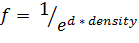 f = 1/e^{d * density}